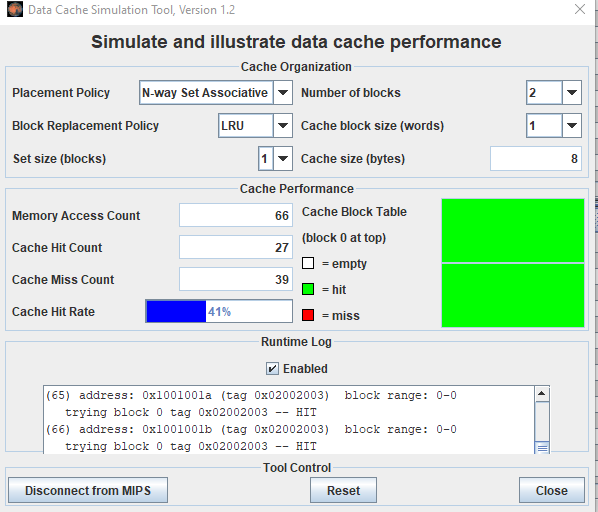 Data Cache Simulation Tool, Version 1.2
Simulate and illustrate data cache performance
Cache Organization
Placement Policy N-way Set Associative Number of blocks 2
Block Replacement Policy LRU Cache block size (words) 1
Set size (blocks) 1 Cache size (bytes) 8
Cache Performance
Memory Access Count 66 Cache Block Table
(block 0 at top)
Cache Hit Count 27
= empty
Cache Miss Count 39
= hit
Cache Hit Rate 41%
= miss
Runtime Log
Enabled
(65) address: 0x1001001a (tag 0x02002003) block range: 0-0
trying block 0 tag 0x02002003 -- HIT
(66) address: 0x1001001b (tag 0x02002003) block range: 0-0
trying block 0 tag 0x02002003 -- HIT
Tool Control
Disconnect from MIPS Reset Close